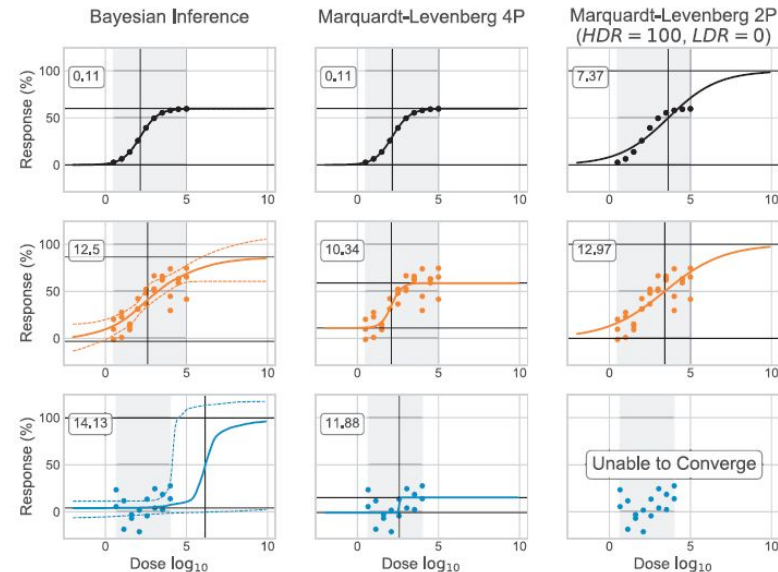 Bayesian Inference
Marquardt-Levenberg 4P
Marquardt-Levenberg 2P
(HDR = 100, LDR = 0)
Response (%)
100
50
0
0.11
0 5 10
0.11
0 5 10
7.37
0 5 10
Response (%)
100
50
0
12.5
0 5 10
10.34
0 5 10
12.97
0 5 10
Response (%)
100
50
0
14.13
0 5 10
Dose log10
11.88
0 5 10
Dose log10
Unable to Converge
0 5 10
Dose log10